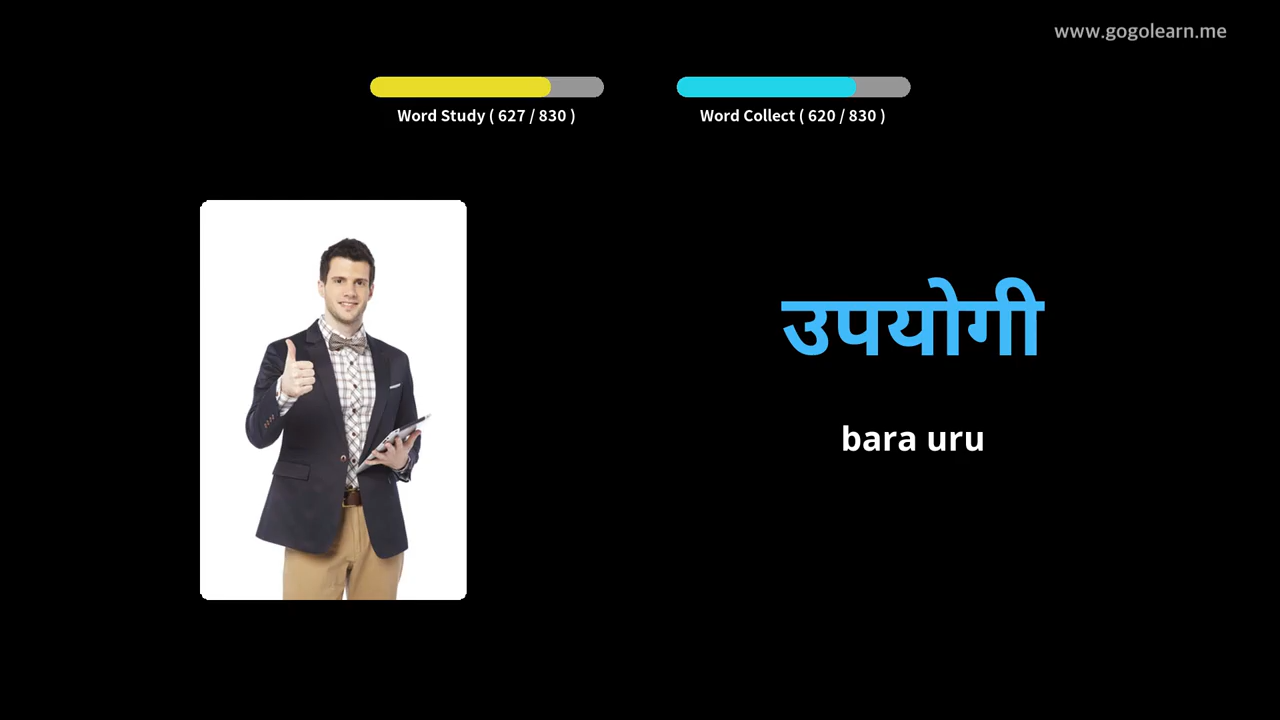 www.gogolearn.me
Word Study ( 627 / 830 )
Word Collect ( 620 / 830 )
उपयोगी
bara uru